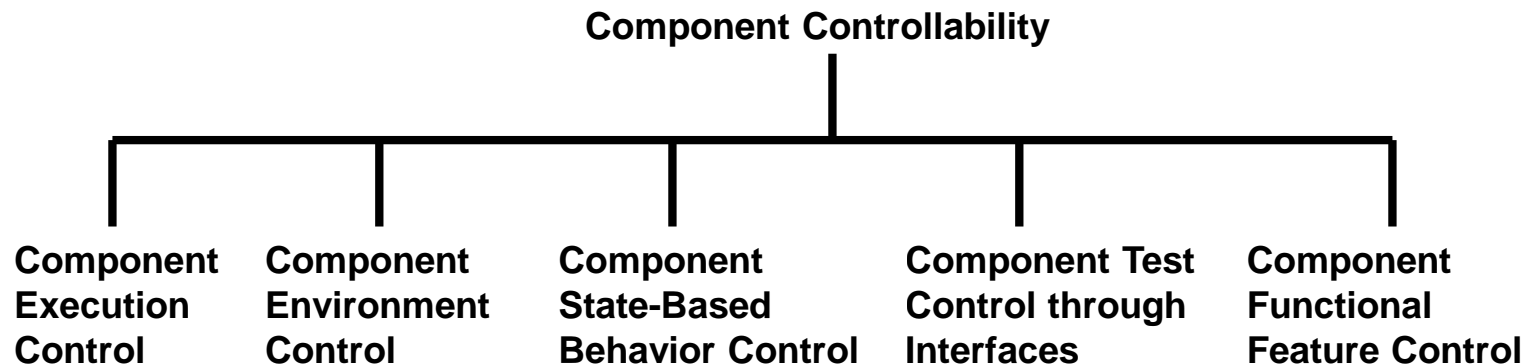 Component Controllability
Component
Execution
Control
Component
Environment
Control
Component
State-Based
Behavior Control
Component Test
Control through
Interfaces
Component
Functional
Feature Control